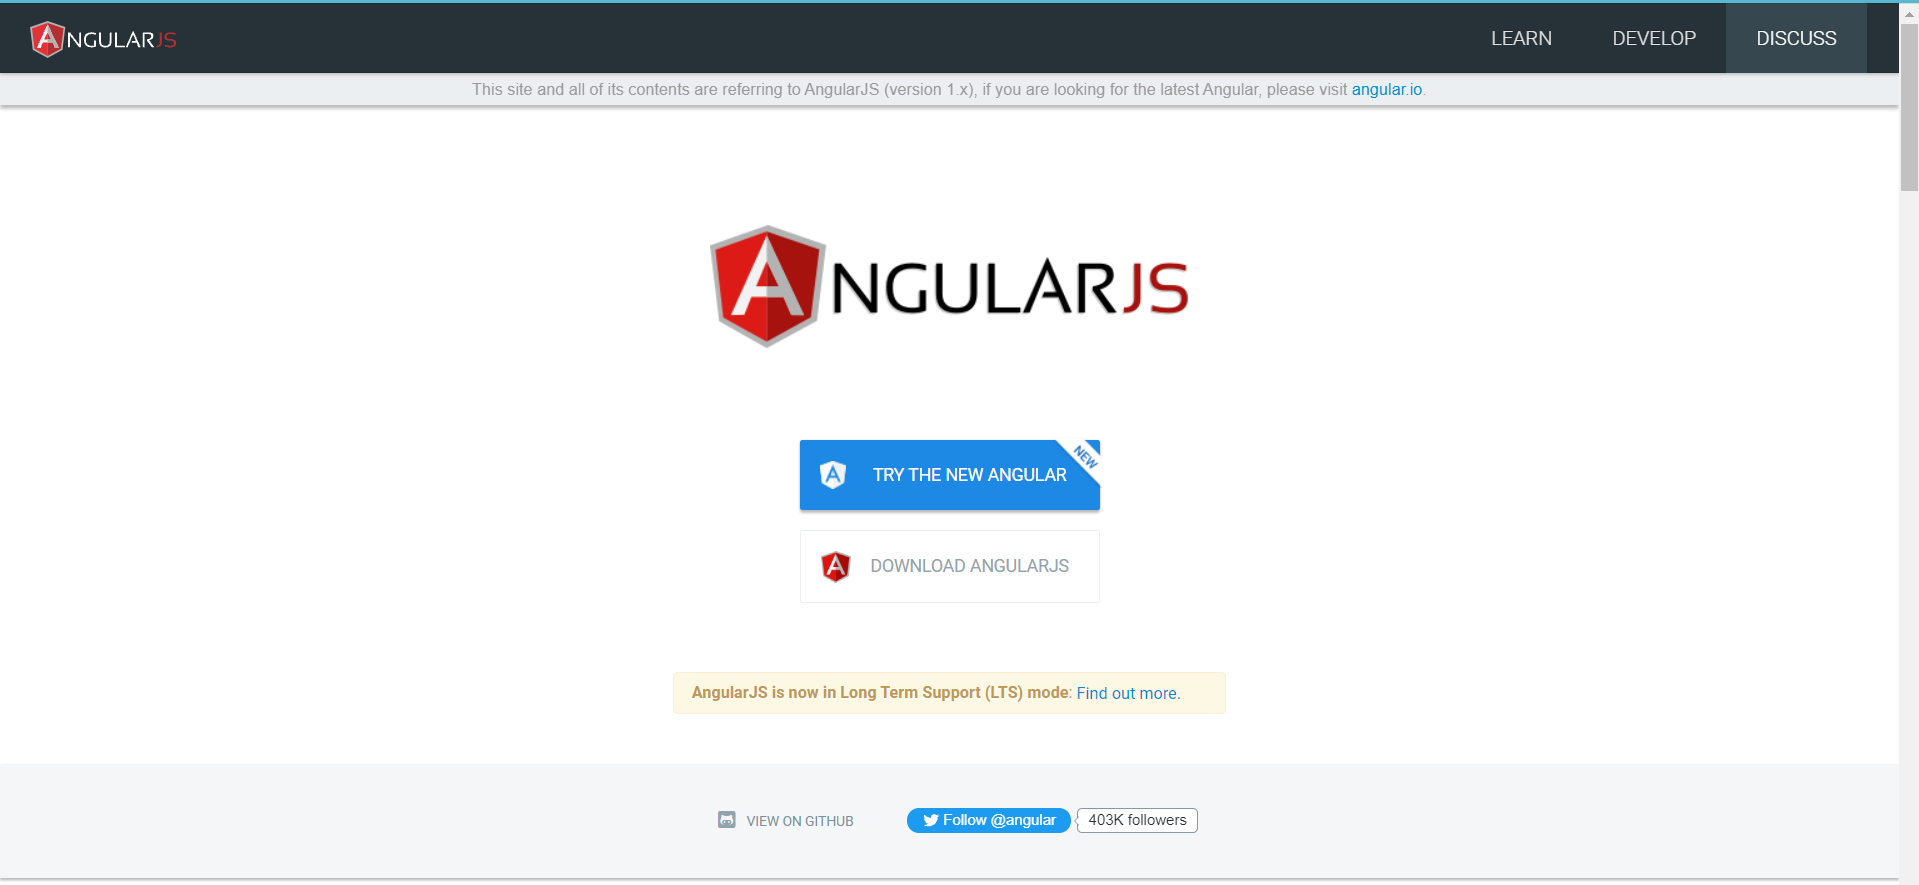 ANGULARJS
LEARN
DEVELOP
DISCUSS
This site and all of its contents are referring to AngularJS (version 1.x), if you are looking for the latest Angular, please visit angular.io.
ANGULARJS
TRY THE NEW ANGULAR
NEW
DOWNLOAD ANGULARJS
AngularJS is now in Long Term Support (LTS) mode: Find out more.
VIEW ON GITHUB
Follow @angular
403K followers